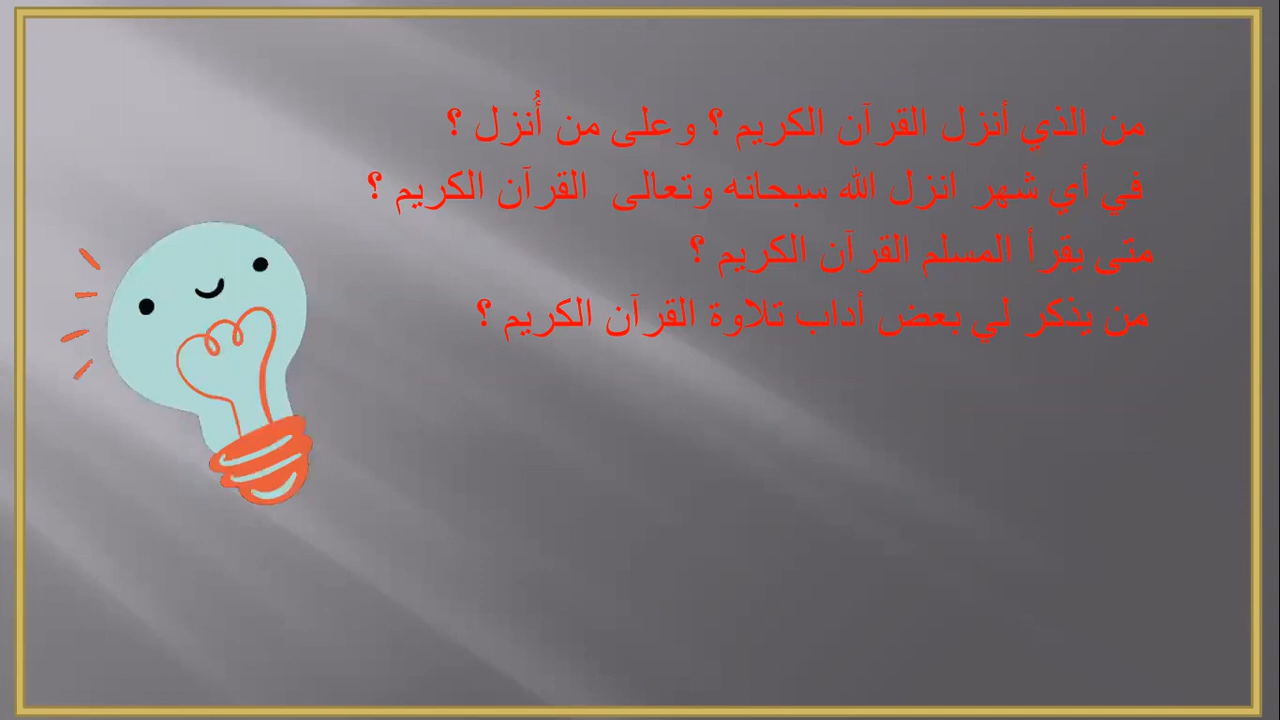 من الذي أنزل القرآن الكريم ؟ وعلى من أُنزل ؟
في أي شهر انزل الله سبحانه وتعالى القرآن الكريم ؟
متى يقرأ المسلم القرآن الكريم ؟
من يذكر لي بعض أداب تلاوة القرآن الكريم ؟